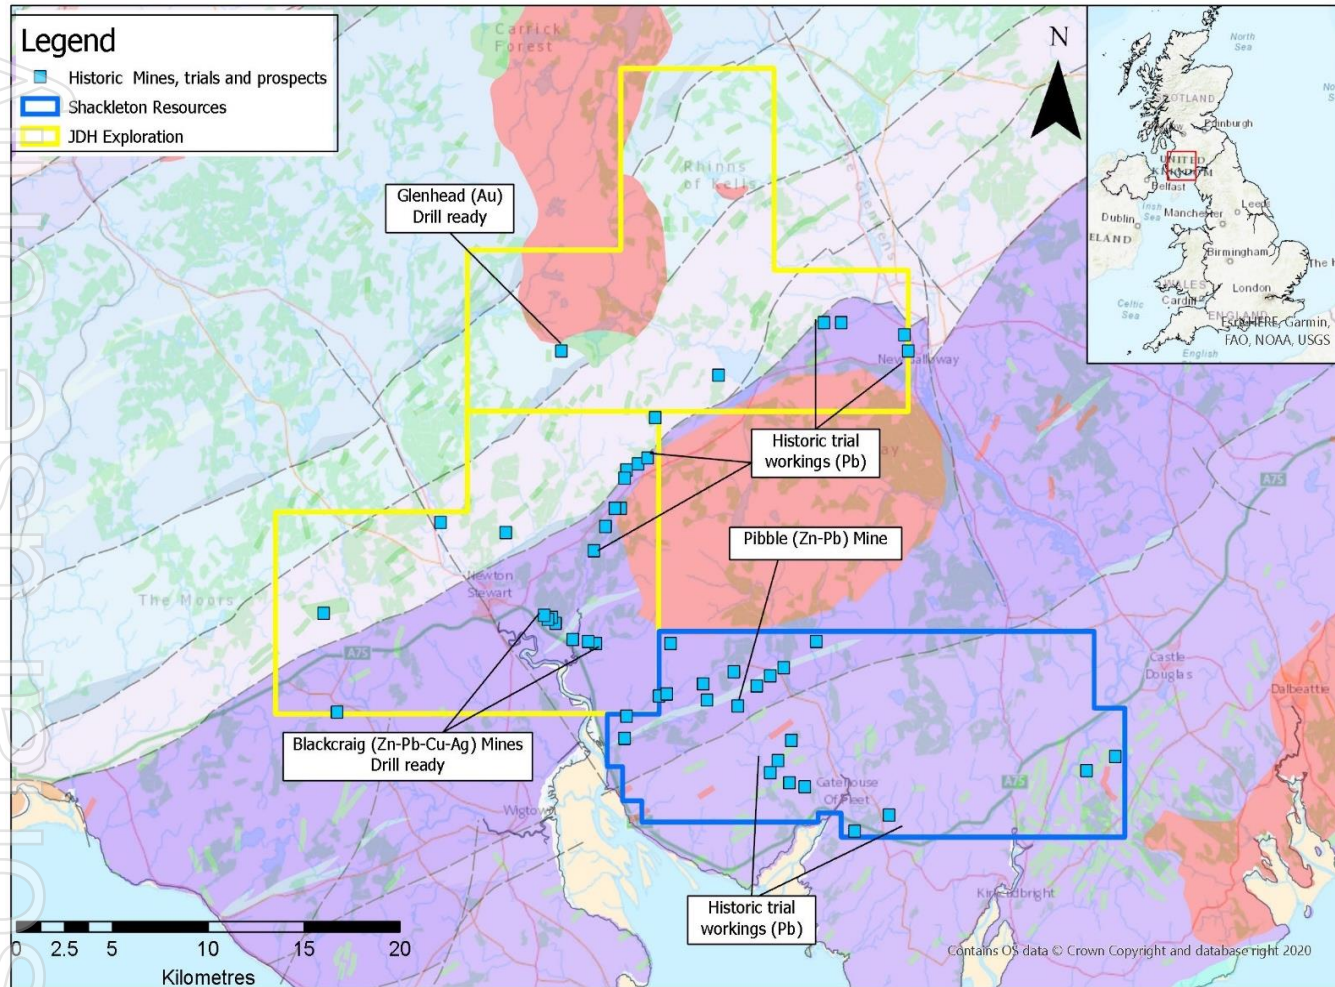 Legend
Historic Mines, trials and prospects
Shackleton Resources
JDH Exploration
Carrick
Forest
N
Rhinns
of Kells
Glenhead (Au)
Drill ready
New Galloway
Historic trial
workings (Pb)
A75
Pibble (Zn-Pb) Mine
Newton
Stewart
The Moors
A75
Castle
Douglas
Dalbeattie
Blackcraig (Zn-Pb-Cu-Ag) Mines
Drill ready
Wigtown
Gatehouse
Of Fleet
A75
Kirkcudbright
Historic trial
workings (Pb)
0 2.5 5 10 15 20
Kilometres
Contains OS data © Crown Copyright and database right 2020
North
Sea
SCOTLAND
Edinburgh
UNITED
KINGDOM
Belfast
Irish
Sea
Leeds
Dublin
Manchester
ELAND
Birmingham
WALES
London
Cardiff
Celtic
Sea
ENGLAND
Esri, HERE, Garmin,
FAO, NOAA, USGS
English